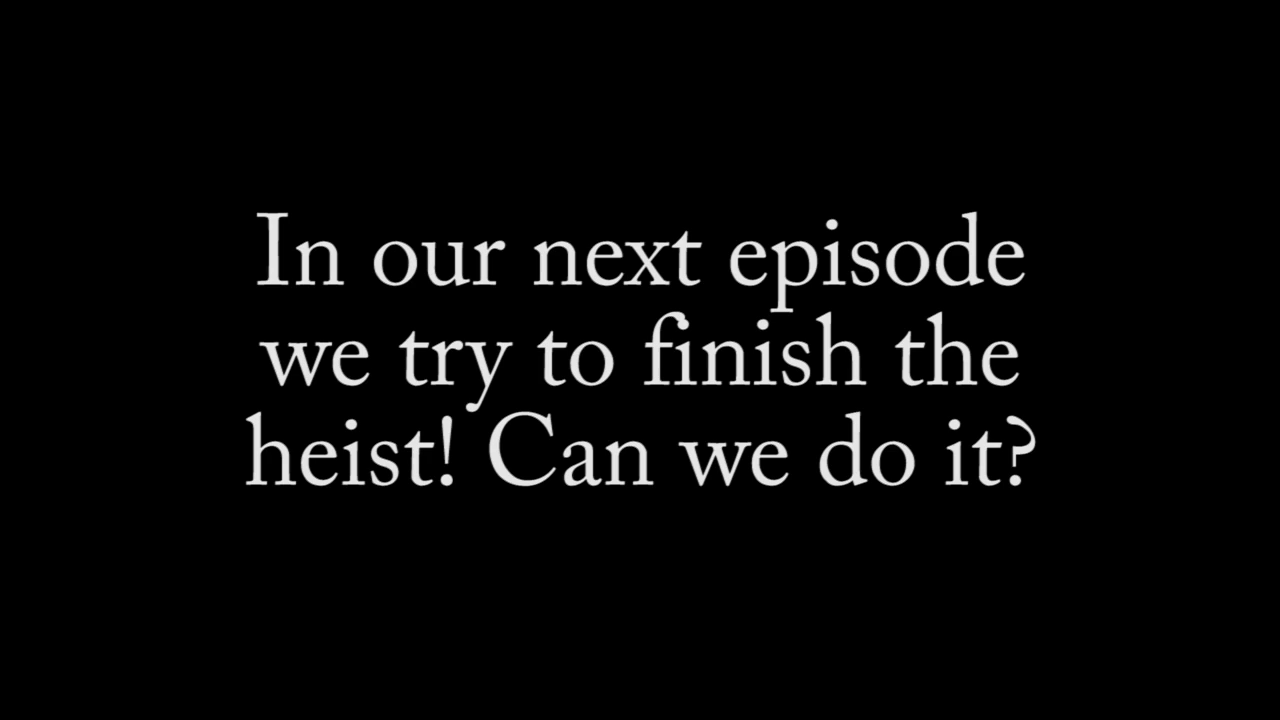 In our next episode
we try to finish the
heist! Can we do it?